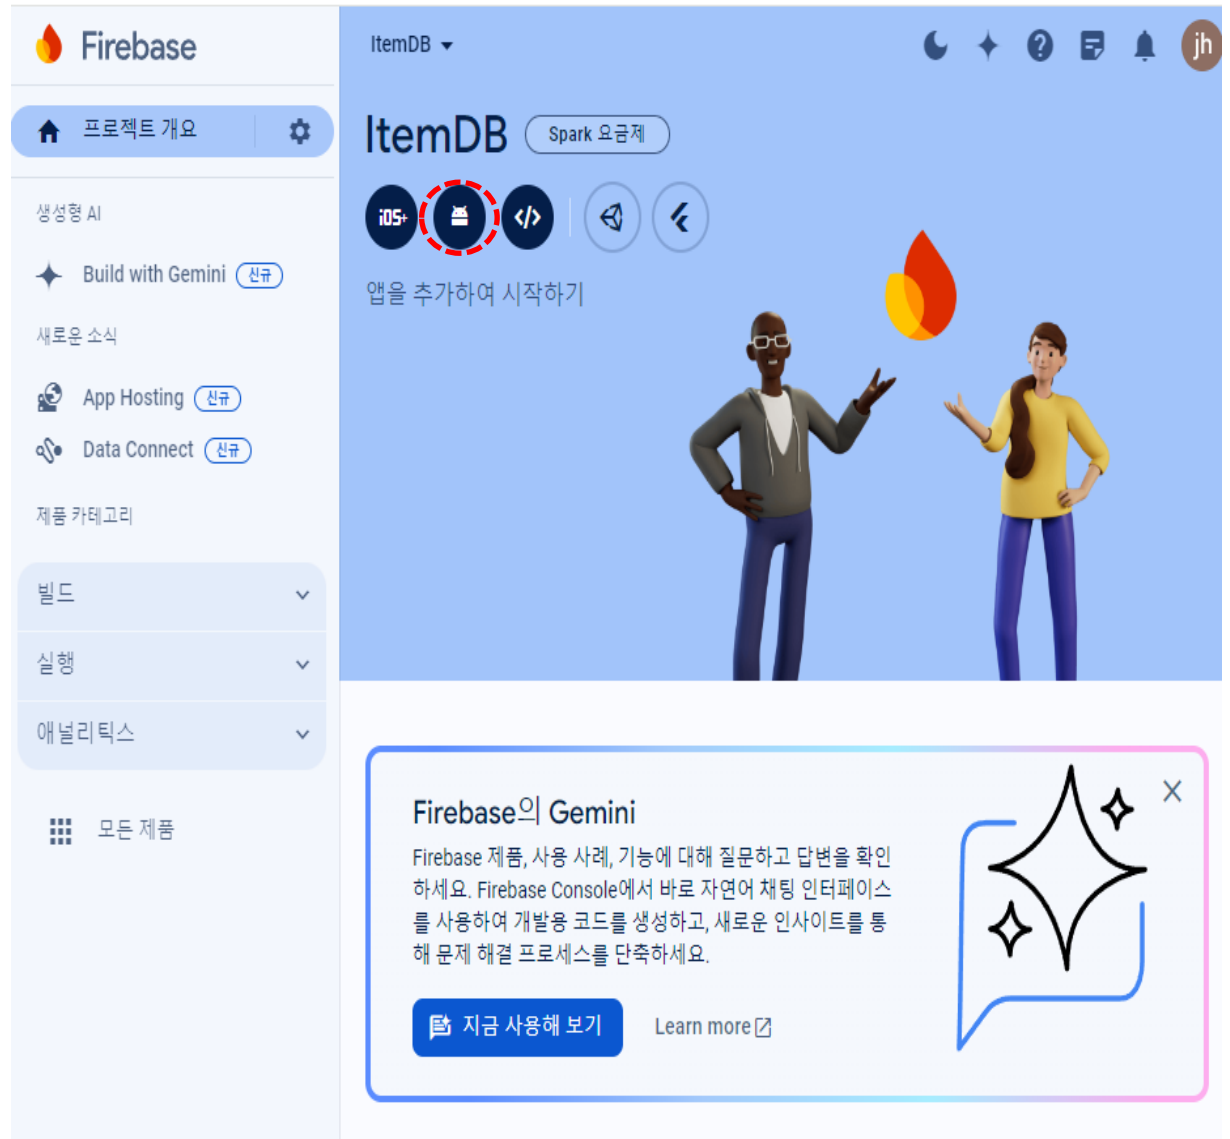 Firebase
프로젝트 개요
생성형 AI
Build with Gemini 신규
새로운 소식
App Hosting 신규
Data Connect 신규
제품 카테고리
빌드
실행
애널리틱스
모든 제품
ItemDB
jh
ItemDB Spark 요금제
iOS+
앱을 추가하여 시작하기
Firebase의 Gemini
Firebase 제품, 사용 사례, 기능에 대해 질문하고 답변을 확인
하세요. Firebase Console에서 바로 자연어 채팅 인터페이스
를 사용하여 개발용 코드를 생성하고, 새로운 인사이트를 통
해 문제 해결 프로세스를 단축하세요.
지금 사용해 보기 Learn more